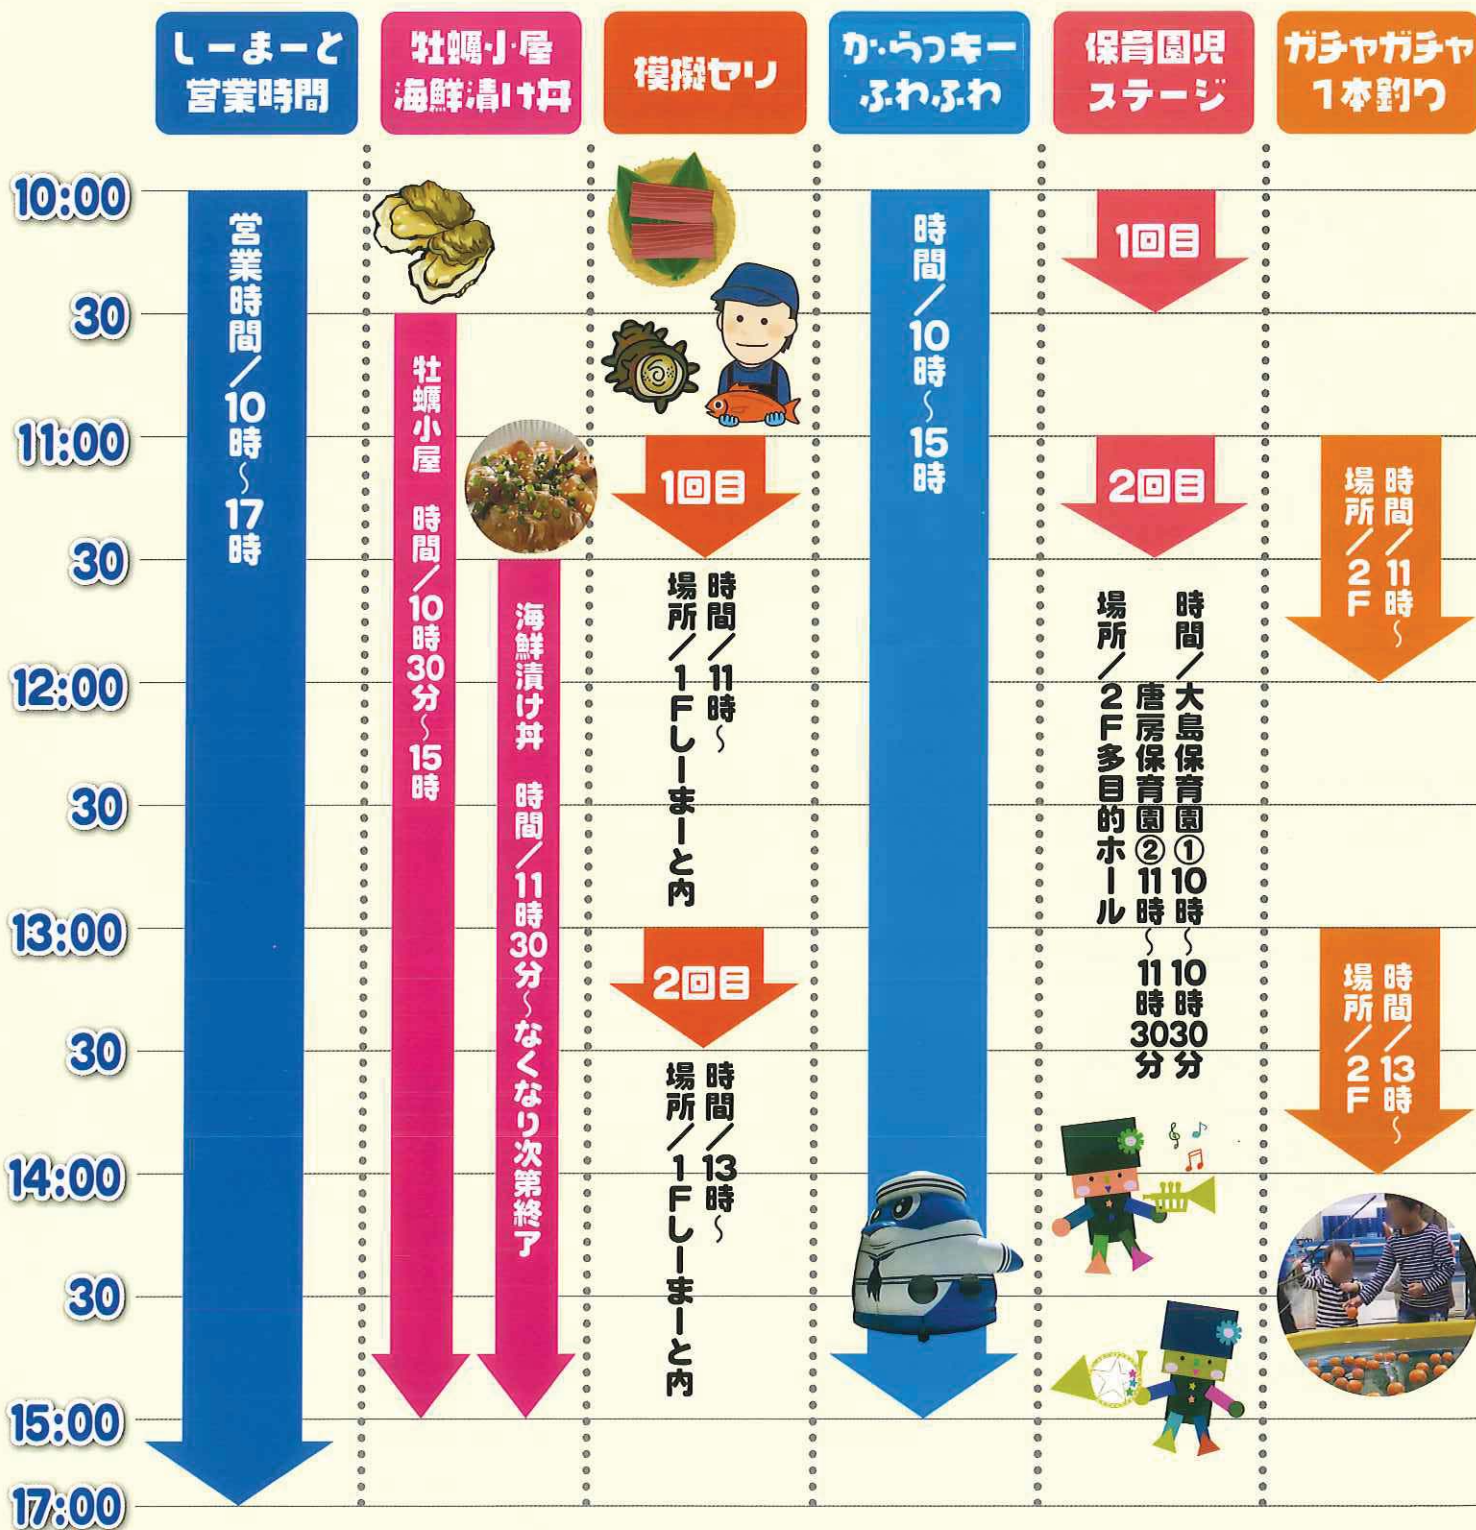 しーまーと
営業時間
牡蠣小屋
海鮮漬け丼
模擬セリ
からつキー
ふわふわ
保育園児
ステージ
ガチャガチャ
1本釣り
10:00
30
11:00
30
12:00
30
13:00
30
14:00
30
15:00
17:00
営業時間/10時〜17時
牡蠣小屋 時間/10時30分〜15時
海鮮漬け丼 時間/11時30分〜なくなり次第終了
1回目
時間/11時〜
場所/1Fしーまーと内
2回目
時間/13時〜
場所/1Fしーまーと内
時間/10時〜15時
1回目
2回目
時間/大島保育園①10時〜10時30分
唐房保育園②11時〜11時30分
場所/2F多目的ホール
時間/11時〜
場所/2F
時間/13時〜
場所/2F